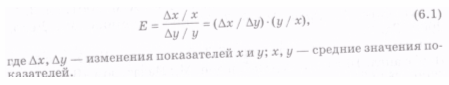 E = (Δx / x) / (Δy / y) = (Δx / Δy)·(y / x), (6.1)
где Δx, Δy — изменения показателей x и y; x, y — средние значения по-
казателей.